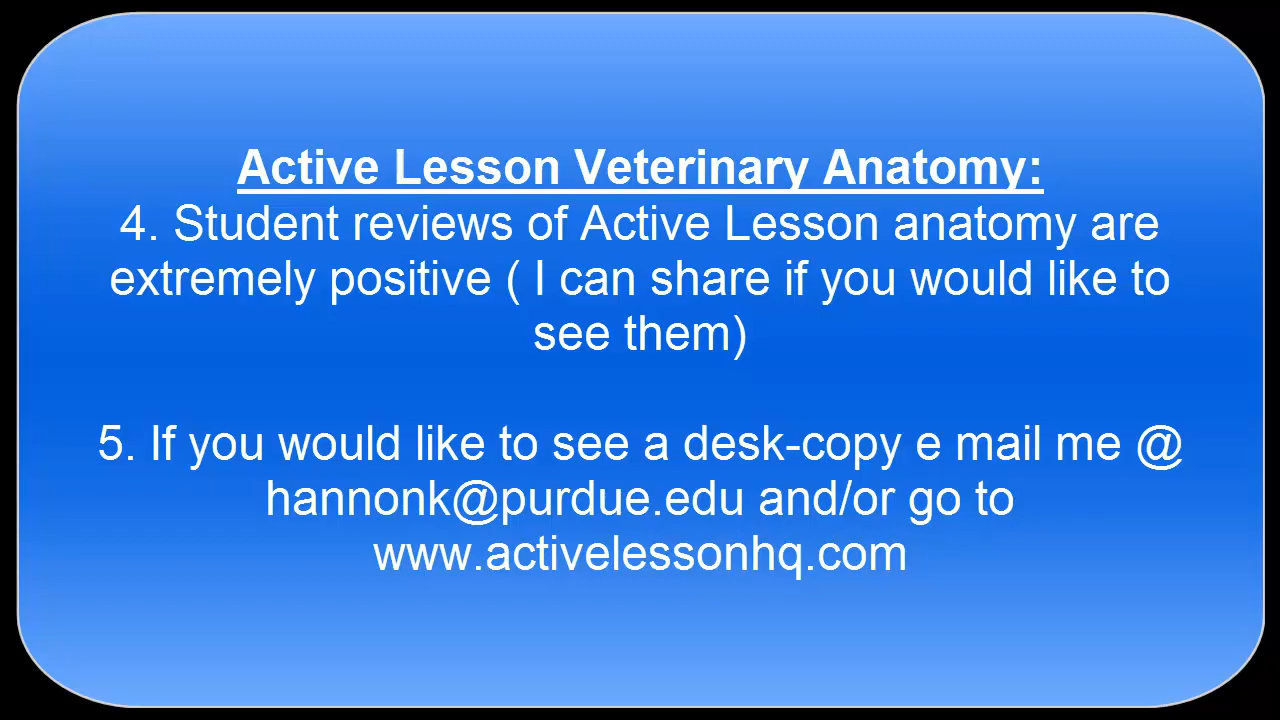 Active Lesson Veterinary Anatomy:
4. Student reviews of Active Lesson anatomy are
extremely positive ( I can share if you would like to
see them)
5. If you would like to see a desk-copy e mail me @
hannonk@purdue.edu and/or go to
www.activelessonhq.com